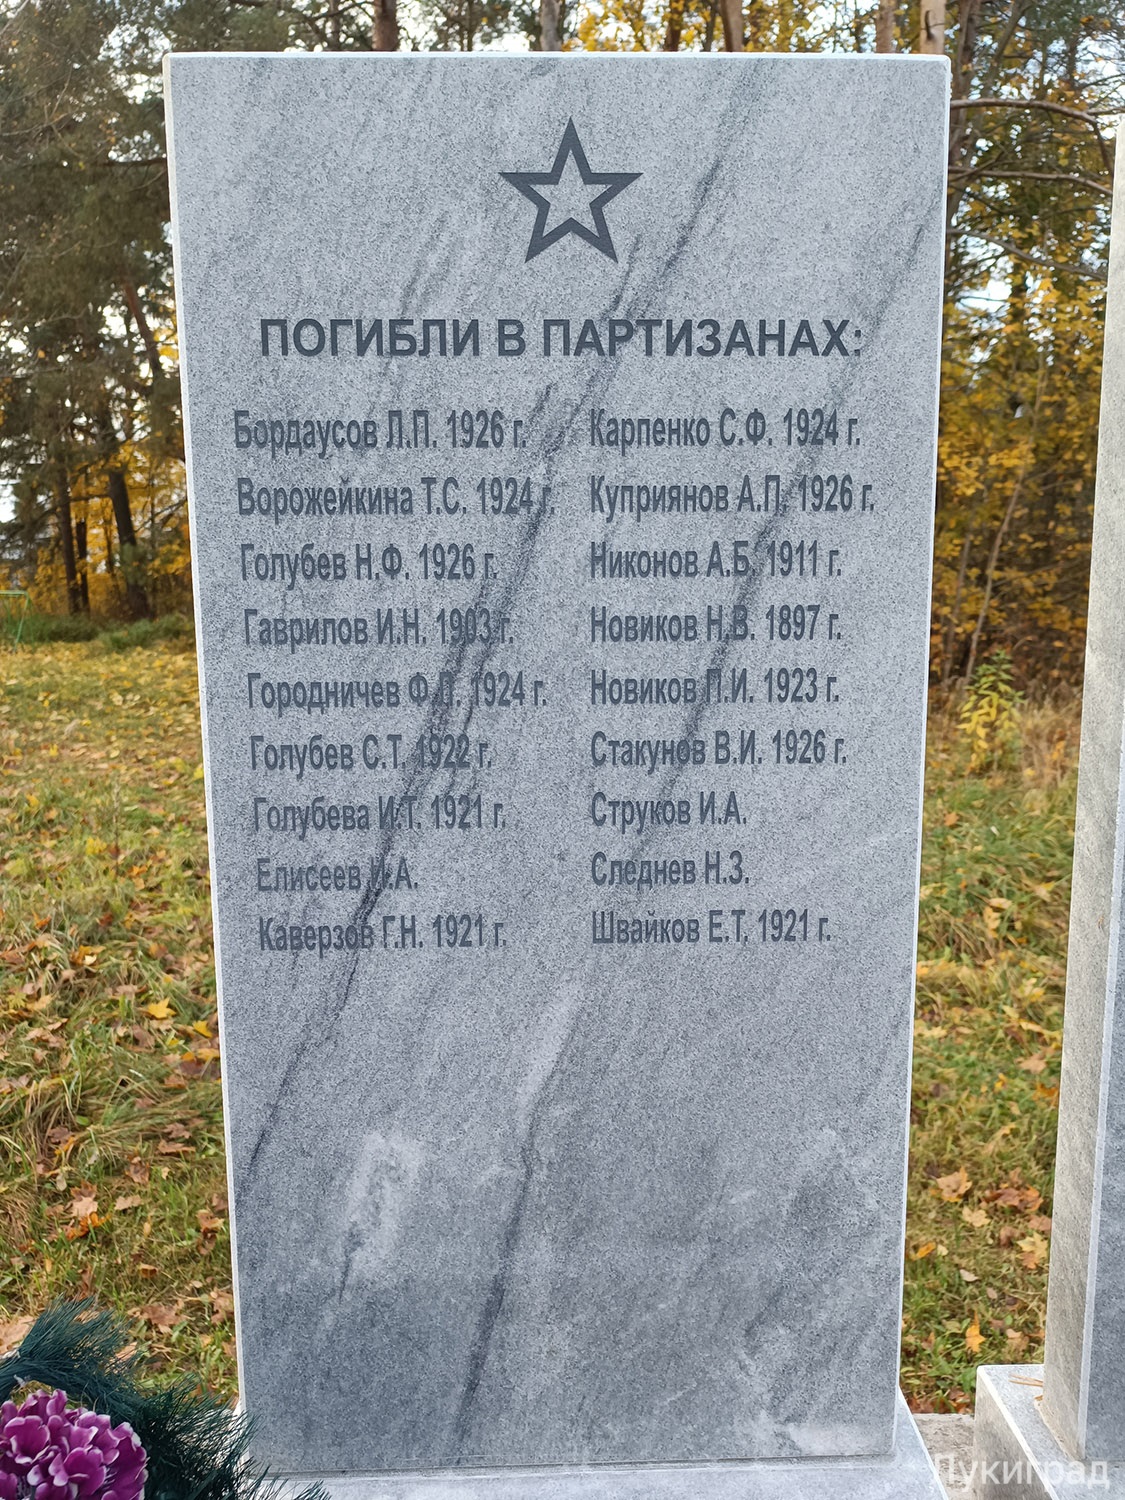 ПОГИБЛИ В ПАРТИЗАНАХ:
Бордаусов Л.П. 1926 г.
Ворожейкина Т.С. 1924 г.
Голубев Н.Ф. 1926 г.
Гаврилов И.Н. 1903 г.
Городничев Ф.Л. 1924 г.
Голубев С.Т. 1922 г.
Голубева И.Т. 1921 г.
Елисеев И.А.
Каверзов Г.Н. 1921 г.
Карпенко С.Ф. 1924 г.
Куприянов А.П. 1926 г.
Никонов А.Б. 1911 г.
Новиков Н.В. 1897 г.
Новиков П.И. 1923 г.
Стакунов В.И. 1926 г.
Струков И.А.
Следнев Н.З.
Швайков Е.Т. 1921 г.
Лукиград